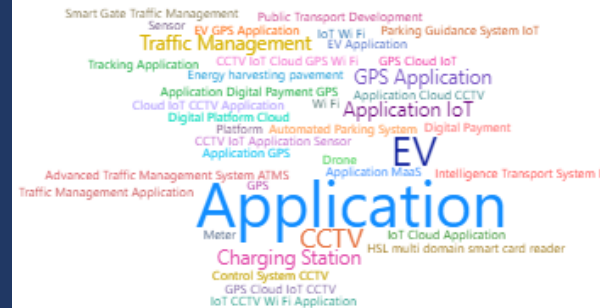 Smart Gate Traffic Management
Public Transport Development
Sensor
EV GPS Application
IoT Wi Fi
Parking Guidance System IoT
Traffic Management
EV Application
Tracking Application
CCTV IoT Cloud GPS Wi Fi
GPS Cloud IoT
Energy harvesting pavement
GPS Application
Application Digital Payment GPS
Application Cloud CCTV
Cloud IoT CCTV Application
Wi Fi
Application IoT
Digital Platform Cloud
Platform
Automated Parking System
Digital Payment
CCTV IoT Application Sensor
EV
Application GPS
Drone
Advanced Traffic Management System ATMS
Application MaaS
Intelligence Transport System
Traffic Management Application
GPS
Application
Meter
CCTV
IoT Cloud Application
HSL multi domain smart card reader
Charging Station
Control System CCTV
GPS Cloud IoT CCTV
IoT CCTV Wi Fi Application